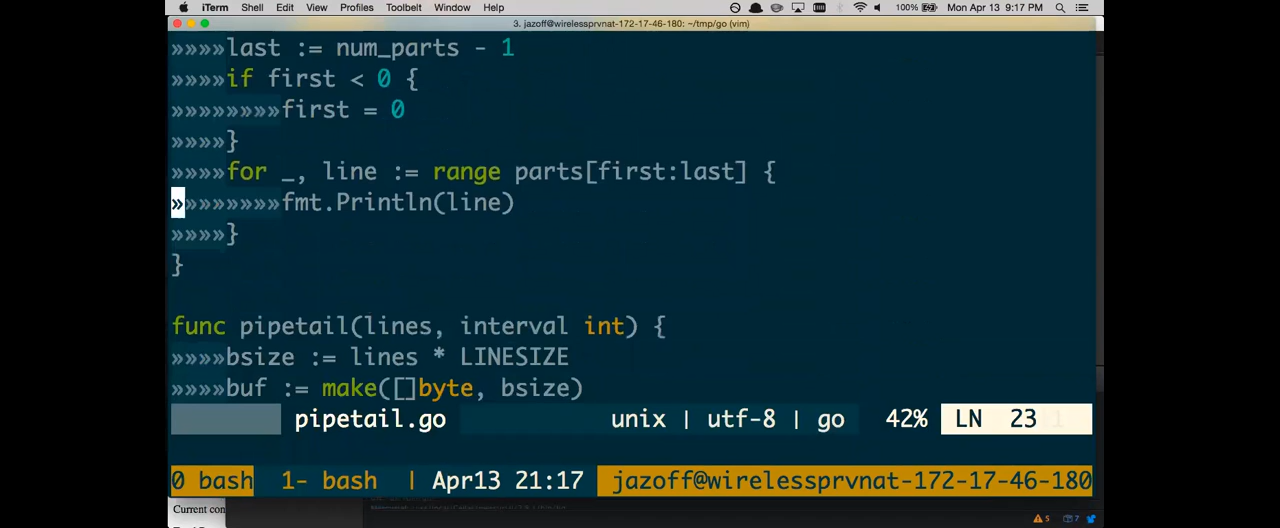 iTerm Shell Edit View Profiles Toolbelt Window Help 100% Mon Apr 13 9:17 PM
3. jazoff@wirelessprvnat-172-17-46-180: ~/tmp/go (vim)
»»»»last := num_parts - 1
»»»»if first < 0 {
»»»»»»»»first = 0
»»»»}
»»»»for _, line := range parts[first:last] {
»»»»»»»»fmt.Println(line)
»»»»}
}
func pipetail(lines, interval int) {
»»»»bsize := lines * LINESIZE
»»»»buf := make([]byte, bsize)
pipetail.go unix | utf-8 | go 42% LN 23
0 bash 1- bash | Apr13 21:17 jazoff@wirelessprvnat-172-17-46-180
Current con
5 7